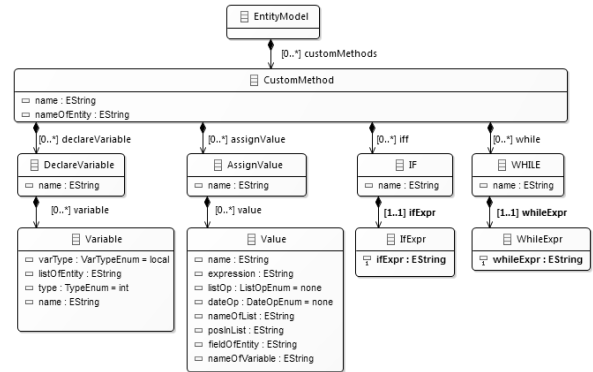 EntityModel
[0..*] customMethods
CustomMethod
name : EString
nameOfEntity : EString
[0..*] declareVariable
[0..*] assignValue
[0..*] iff
[0..*] while
DeclareVariable
name : EString
AssignValue
name : EString
IF
name : EString
WHILE
name : EString
[0..*] variable
[0..*] value
[1..1] ifExpr
[1..1] whileExpr
Variable
varType : VarTypeEnum = local
listOfEntity : EString
type : TypeEnum = int
name : EString
Value
name : EString
expression : EString
listOp : ListOpEnum = none
dateOp : DateOpEnum = none
nameOfList : EString
posInList : EString
fieldOfEntity : EString
nameOfVariable : EString
IfExpr
ifExpr : EString
WhileExpr
whileExpr : EString